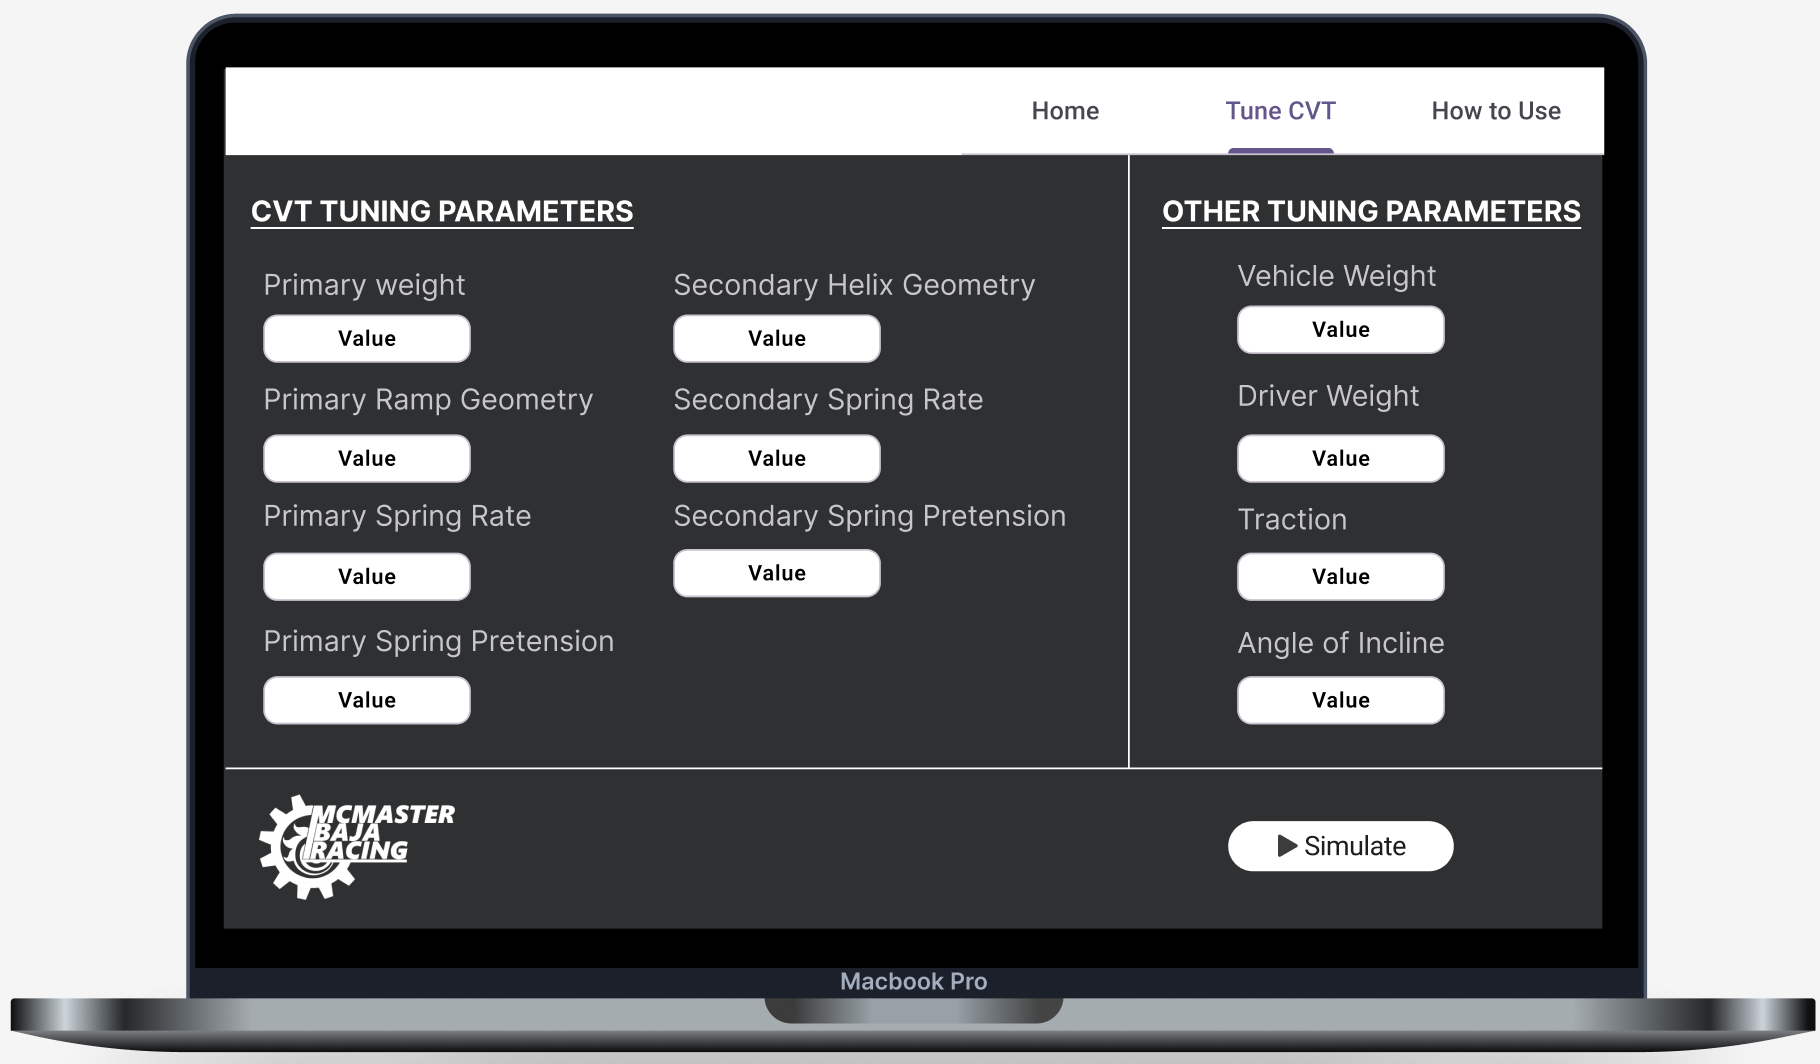 Home
Tune CVT
How to Use
CVT TUNING PARAMETERS
Primary weight
Value
Primary Ramp Geometry
Value
Primary Spring Rate
Value
Primary Spring Pretension
Value
Secondary Helix Geometry
Value
Secondary Spring Rate
Value
Secondary Spring Pretension
Value
OTHER TUNING PARAMETERS
Vehicle Weight
Value
Driver Weight
Value
Traction
Value
Angle of Incline
Value
MCMASTER
BAJA
RACING
Simulate
Macbook Pro